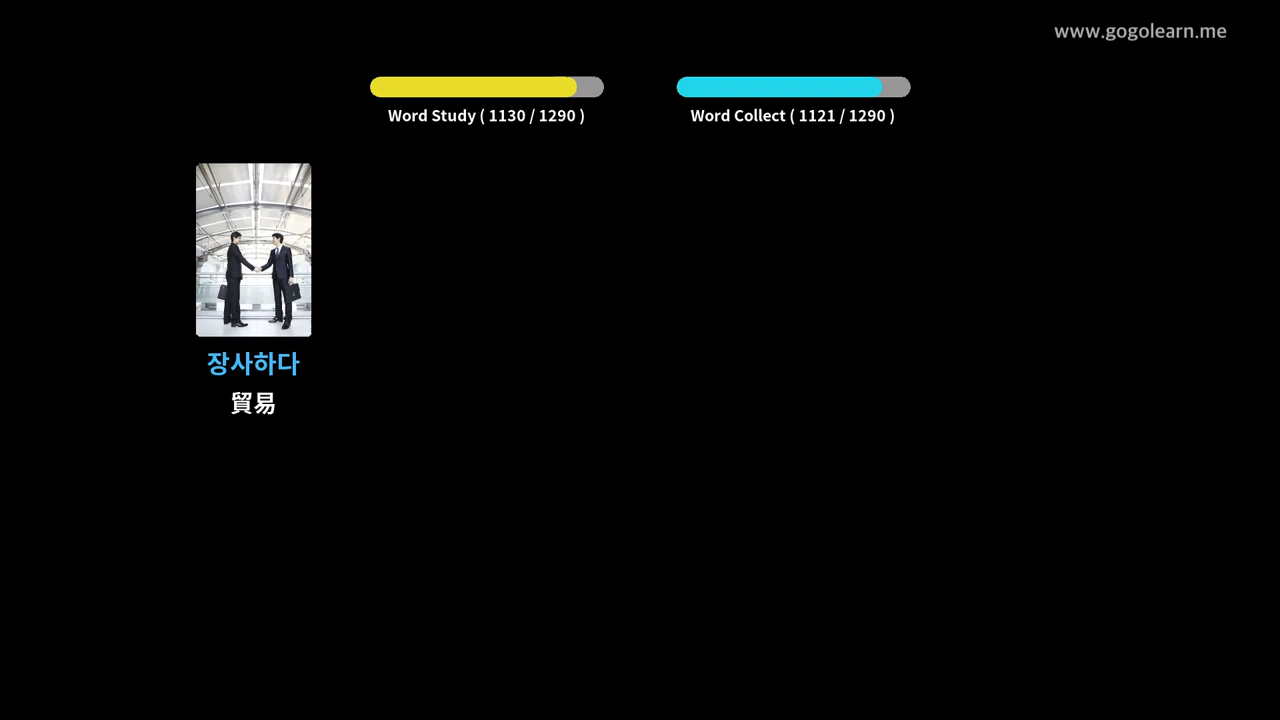 www.gogolearn.me
Word Study ( 1130 / 1290 )
Word Collect ( 1121 / 1290 )
장사하다
貿易